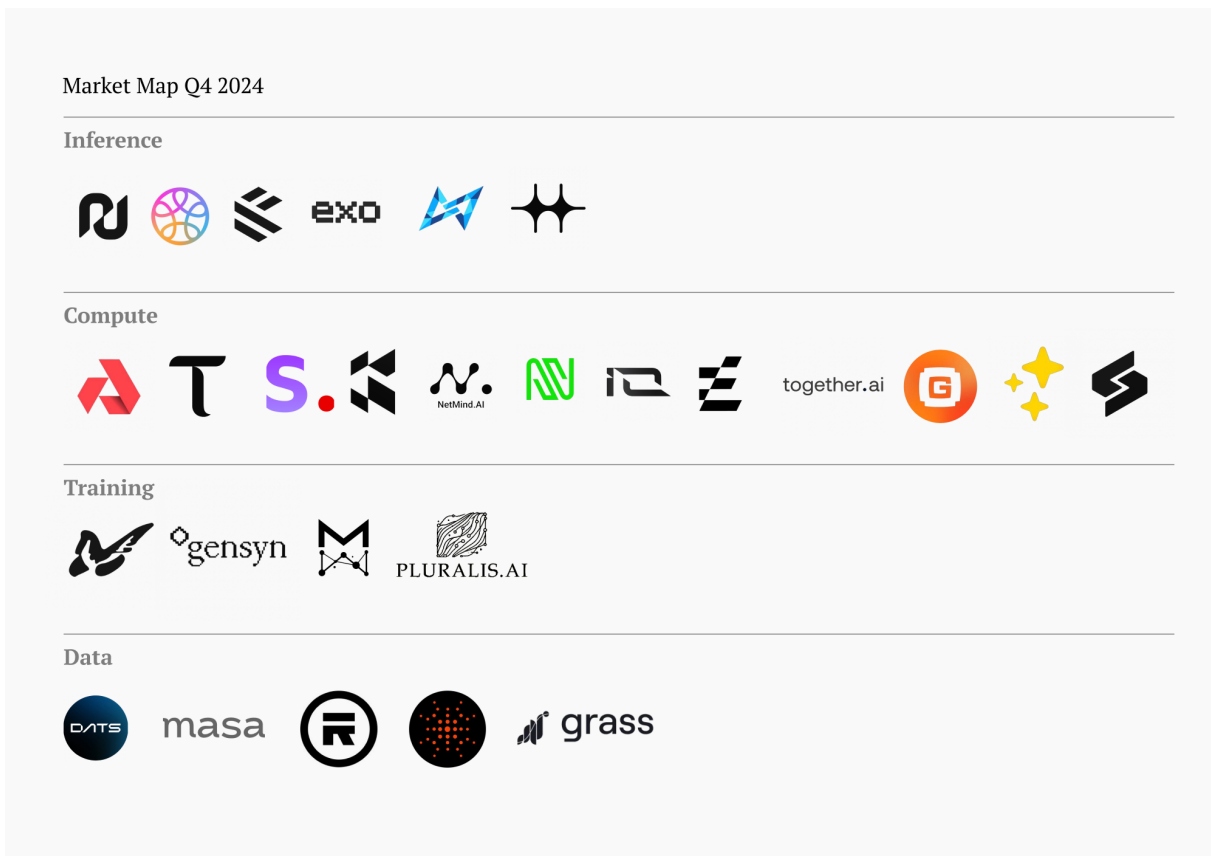 Market Map Q4 2024
Inference
exo
Compute
S.
NetMind.AI
together.ai
G
Training
gensyn
PLURALIS.AI
Data
DATS
masa
R
grass